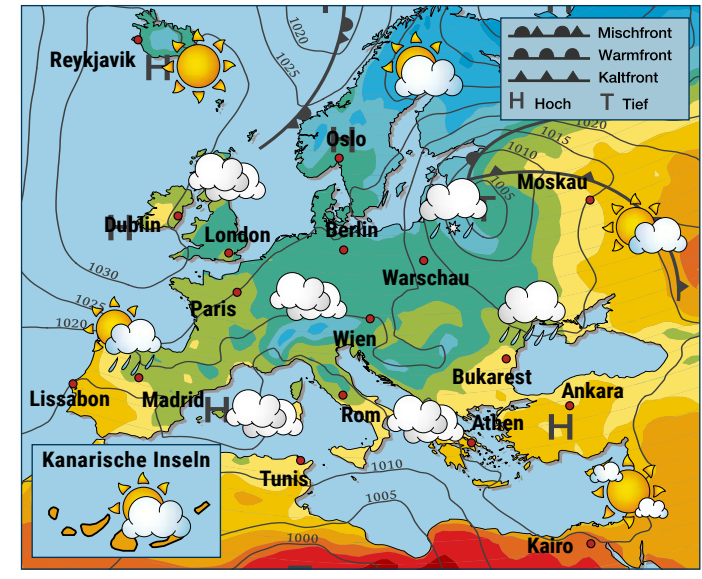 1020
1025
Mischfront
Warmfront
Kaltfront
H Hoch T Tief
Reykjavik
H
1020
1015
1010
1005
T
Oslo
H
Moskau
Dublin
H
London
Berlin
Warschau
1030
1025
1020
Paris
Wien
Bukarest
Lissabon
Madrid
H
Rom
Athen
Ankara
H
Kanarische Inseln
Tunis
1010
1005
1000
Kairo